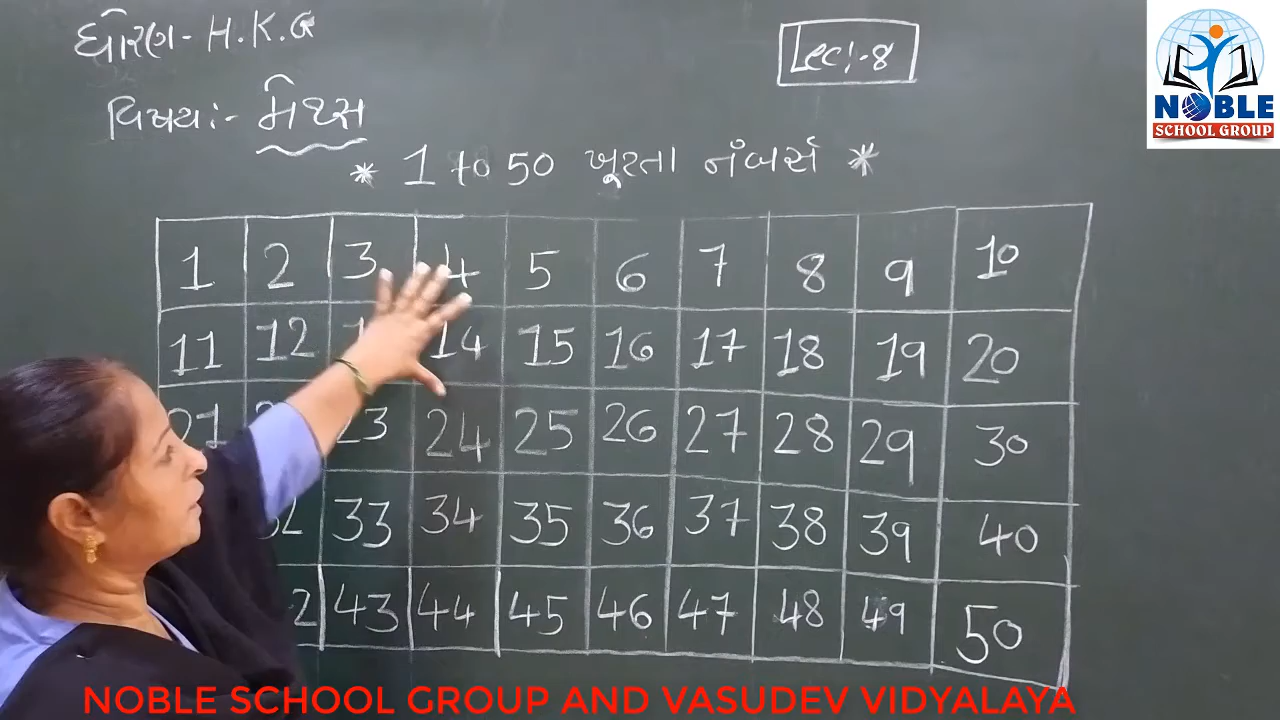 ધોરણ - H.K.G
Lec:-8
NOBLE
SCHOOL GROUP
વિષય:- મેથ્સ
* 1 to 50 ખૂટતા નંબર્સ *
1 2 3 4 5 6 7 8 9 10
11 12 14 15 16 17 18 19 20
21 23 24 25 26 27 28 29 30
33 34 35 36 37 38 39 40
43 44 45 46 47 48 49 50
NOBLE SCHOOL GROUP AND VASUDEV VIDYALAYA